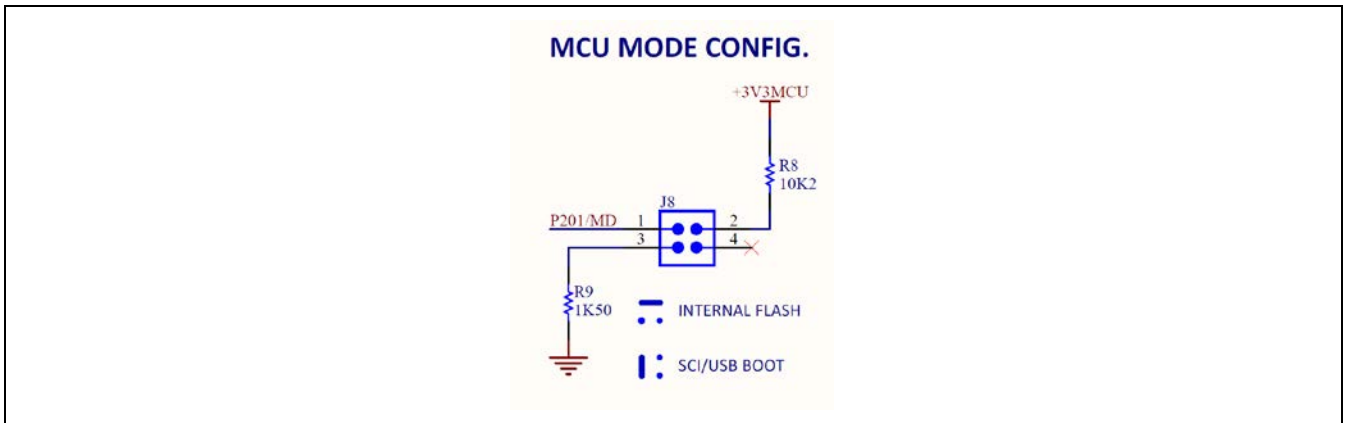 MCU MODE CONFIG.
+3V3MCU
R8
10K2
J8
P201/MD 1 2
3 4
R9
1K50
INTERNAL FLASH
SCI/USB BOOT